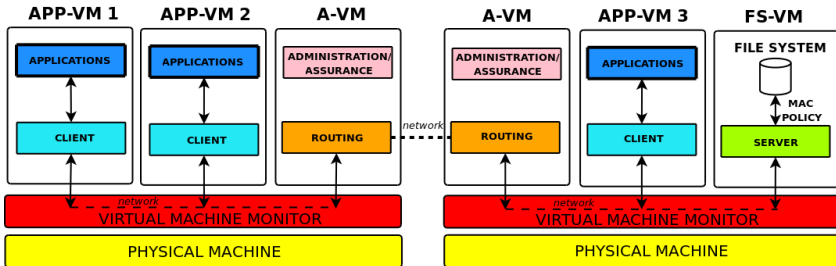 APP-VM 1
APP-VM 2
A-VM
A-VM
APP-VM 3
FS-VM
APPLICATIONS
APPLICATIONS
ADMINISTRATION/
ASSURANCE
ADMINISTRATION/
ASSURANCE
APPLICATIONS
FILE SYSTEM
MAC
POLICY
CLIENT
CLIENT
ROUTING
network
ROUTING
CLIENT
SERVER
network
VIRTUAL MACHINE MONITOR
network
VIRTUAL MACHINE MONITOR
PHYSICAL MACHINE
PHYSICAL MACHINE